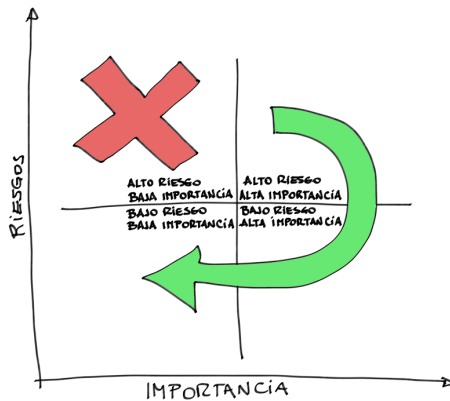 RIESGOS
ALTO RIESGO
BAJA IMPORTANCIA
ALTO RIESGO
ALTA IMPORTANCIA
BAJO RIESGO
BAJA IMPORTANCIA
BAJO RIESGO
ALTA IMPORTANCIA
IMPORTANCIA